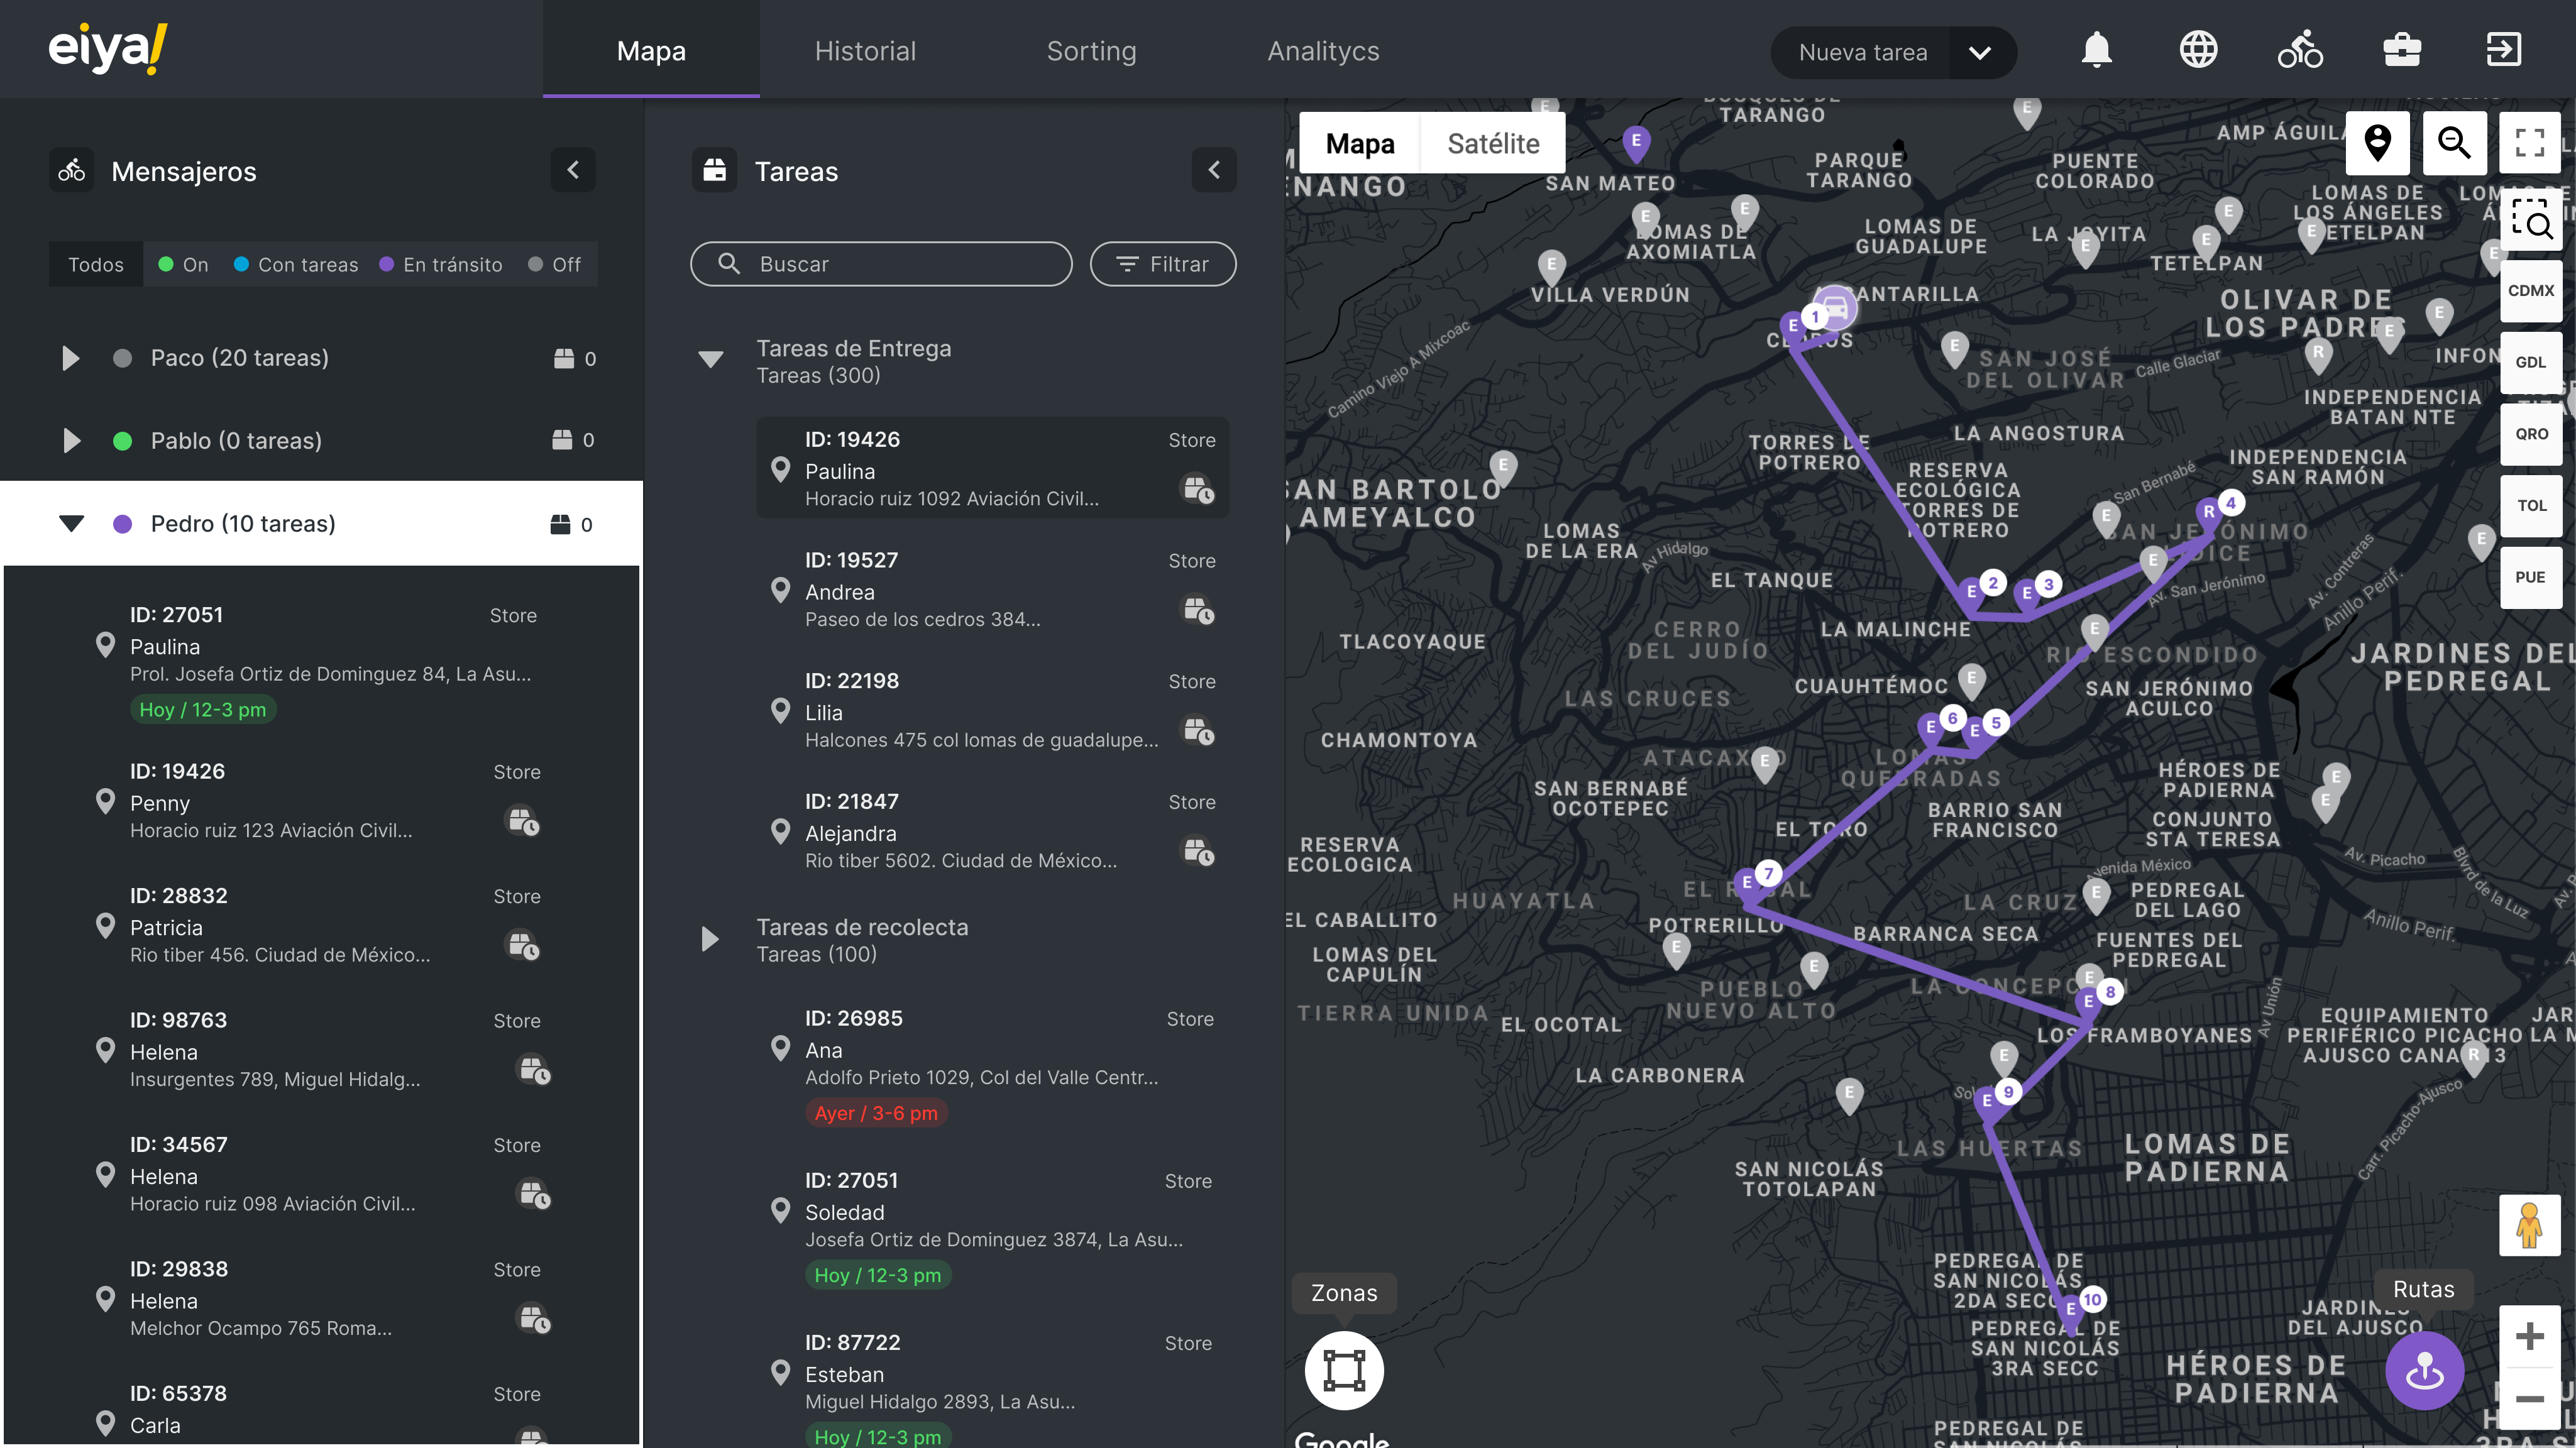 eiya!
Mapa
Historial
Sorting
Analitycs
Nueva tarea
Mensajeros
Todos
On
Con tareas
En tránsito
Off
Paco (20 tareas)
0
Pablo (0 tareas)
0
Pedro (10 tareas)
0
ID: 27051
Store
Paulina
Prol. Josefa Ortiz de Dominguez 84, La Asu...
Hoy / 12-3 pm
ID: 19426
Store
Penny
Horacio ruiz 123 Aviación Civil...
ID: 28832
Store
Patricia
Rio tiber 456. Ciudad de México...
ID: 98763
Store
Helena
Insurgentes 789, Miguel Hidalg...
ID: 34567
Store
Helena
Horacio ruiz 098 Aviación Civil...
ID: 29838
Store
Helena
Melchor Ocampo 765 Roma...
ID: 65378
Store
Carla
Tareas
Buscar
Filtrar
Tareas de Entrega
Tareas (300)
ID: 19426
Store
Paulina
Horacio ruiz 1092 Aviación Civil...
ID: 19527
Store
Andrea
Paseo de los cedros 384...
ID: 22198
Store
Lilia
Halcones 475 col lomas de guadalupe...
ID: 21847
Store
Alejandra
Rio tiber 5602. Ciudad de México...
Tareas de recolecta
Tareas (100)
ID: 26985
Store
Ana
Adolfo Prieto 1029, Col del Valle Centr...
Ayer / 3-6 pm
ID: 27051
Store
Soledad
Josefa Ortiz de Dominguez 3874, La Asu...
Hoy / 12-3 pm
ID: 87722
Store
Esteban
Miguel Hidalgo 2893, La Asu...
Hoy / 12-3 pm
Mapa
Satélite
TARANGO
PARQUE
TARANGO
PUENTE
COLORADO
SAN MATEO
LOMAS DE
AXOMIATLA
LOMAS DE
GUADALUPE
LA JOYITA
LOMAS DE
LOS ÁNGELES
TETELPAN
VILLA VERDÚN
OLIVAR DE
LOS PADRES
Camino Viejo A Mixcoac
SAN JOSÉ
DEL OLIVAR
Calle Glaciar
INDEPENDENCIA
LA ANGOSTURA
TORRES DE
POTRERO
RESERVA
ECOLÓGICA
TORRES DE
POTRERO
INDEPENDENCIA
SAN RAMÓN
San Bernabé
SAN BARTOLO
AMEYALCO
LOMAS
DE LA ERA
Av Hidalgo
EL TANQUE
SAN JERÓNIMO
Av. San Jerónimo
Av. Contreras
Anillo Perif.
LA MALINCHE
TLACOYAQUE
CERRO
DEL JUDÍO
ESCONDIDO
JARDINES DEL
PEDREGAL
LAS CRUCES
CUAUHTÉMOC
SAN JERÓNIMO
ACULCO
CHAMONTOYA
QUEBRADAS
SAN BERNABÉ
OCOTEPEC
HÉROES DE
PADIERNA
BARRIO SAN
FRANCISCO
CONJUNTO
STA TERESA
EL TORO
RESERVA
ECOLOGICA
Av. Picacho
Blvrd de la Luz
HUAYATLA
LA CRUZ
PEDREGAL
DEL LAGO
EL CABALLITO
POTRERILLO
BARRANCA SECA
Anillo Perif.
FUENTES DEL
PEDREGAL
LOMAS DEL
CAPULÍN
PUEBLO
NUEVO ALTO
TIERRA UNIDA
EL OCOTAL
Av Unión
LOS FRAMBOYANES
EQUIPAMIENTO
PERIFÉRICO PICACHO
LA CARBONERA
Carr. Picacho-Ajusco
LAS HUERTAS
LOMAS DE
PADIERNA
SAN NICOLÁS
TOTOLAPAN
PEDREGAL DE
SAN NICOLÁS
PEDREGAL DE
SAN NICOLÁS
3RA SECC
DEL AJUSCO
HÉROES DE
PADIERNA
PEDREGAL DE
1
2
3
4
5
6
7
8
9
10
CDMX
GDL
QRO
TOL
PUE
Zonas
Rutas
Google